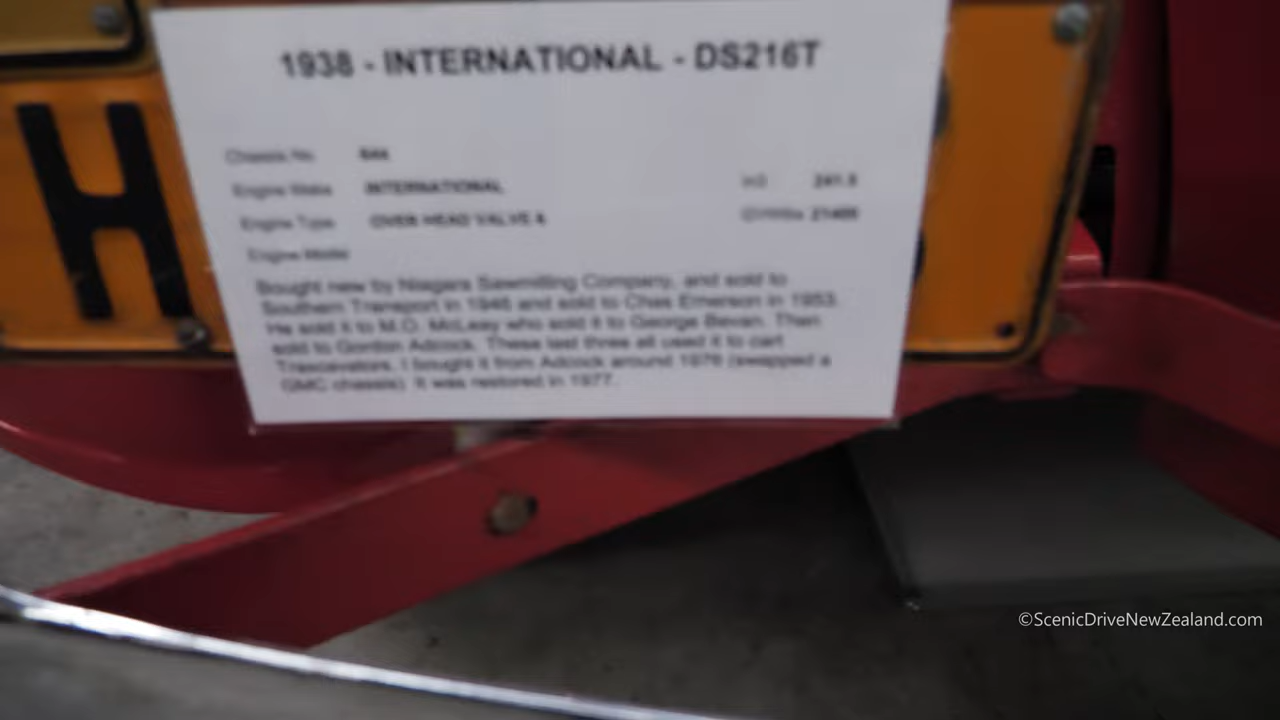 H
1938 - INTERNATIONAL - DS216T
Chassis No
Engine Make INTERNATIONAL in3 241.5
Engine Type OVER HEAD VALVE
Engine Model
Bought new by Niagara Sawmilling Company, and sold to
Southern Transport in 1946 and sold to Chas Emerson in 1953.
He sold it to M.O. McLeay who sold it to George Bevan. Then
sold to Gordon Adcock. These last three all used it to cart
Traxcavators. I bought it from Adcock around 1976 (swapped a
GMC chassis) It was restored in 1977.
©ScenicDriveNewZealand.com